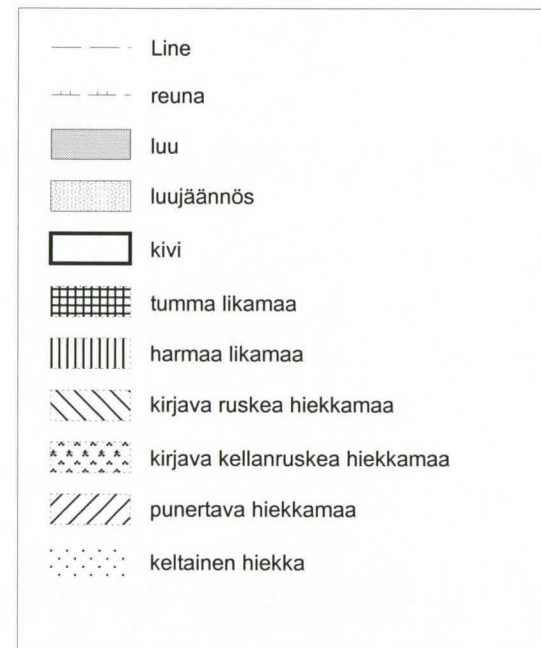 Line
reuna
luu
luujäännös
kivi
tumma likamaa
harmaa likamaa
kirjava ruskea hiekkamaa
kirjava kellanruskea hiekkamaa
punertava hiekkamaa
keltainen hiekka